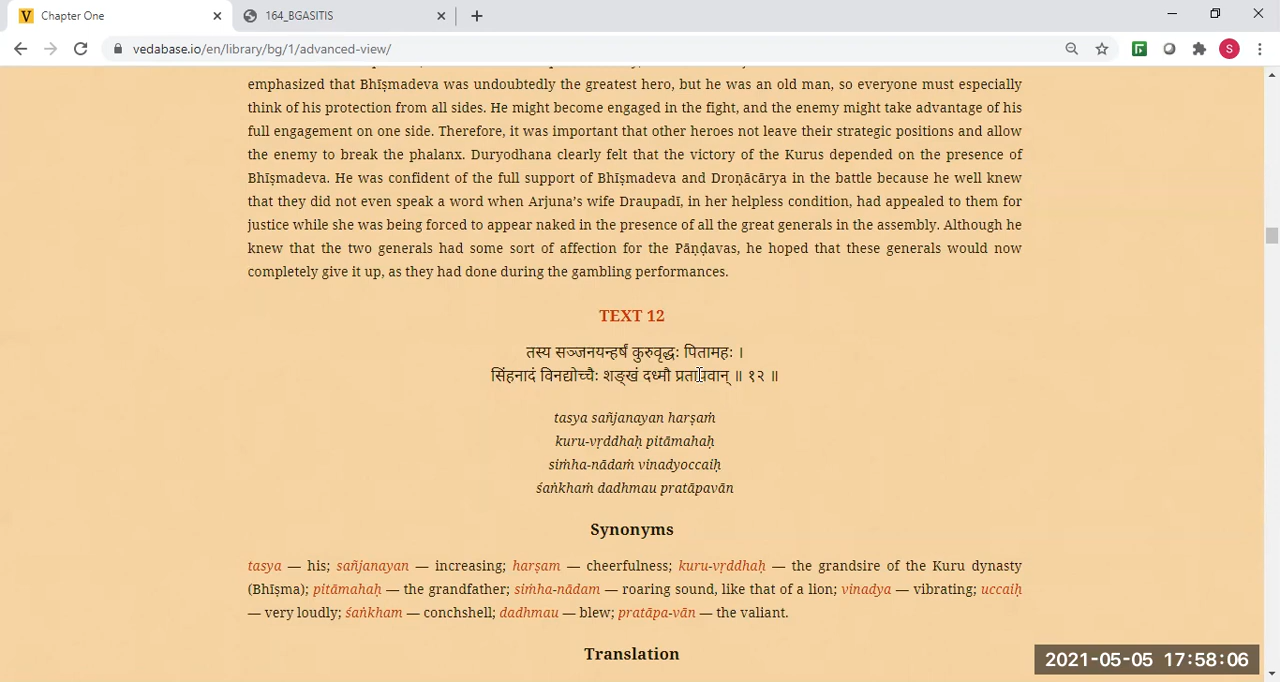 Chapter One
164_BGASITIS
vedabase.io/en/library/bg/1/advanced-view/
S
emphasized that Bhīṣmadeva was undoubtedly the greatest hero, but he was an old man, so everyone must especially
think of his protection from all sides. He might become engaged in the fight, and the enemy might take advantage of his
full engagement on one side. Therefore, it was important that other heroes not leave their strategic positions and allow
the enemy to break the phalanx. Duryodhana clearly felt that the victory of the Kurus depended on the presence of
Bhīṣmadeva. He was confident of the full support of Bhīṣmadeva and Droṇācārya in the battle because he well knew
that they did not even speak a word when Arjuna's wife Draupadī, in her helpless condition, had appealed to them for
justice while she was being forced to appear naked in the presence of all the great generals in the assembly. Although he
knew that the two generals had some sort of affection for the Pāṇḍavas, he hoped that these generals would now
completely give it up, as they had done during the gambling performances.
TEXT 12
तस्य सञ्जनयन्हर्षं कुरुवृद्धः पितामहः ।
सिंहनादं विनद्योच्चैः शङ्खं दध्मौ प्रतापवान् ॥ १२ ॥
tasya sañjanayan harṣaṁ
kuru-vṛddhaḥ pitāmahaḥ
siṁha-nādaṁ vinadyoccaiḥ
śaṅkhaṁ dadhmau pratāpavān
Synonyms
tasya — his; sañjanayan — increasing; harṣam — cheerfulness; kuru-vṛddhaḥ — the grandsire of the Kuru dynasty
(Bhīṣma); pitāmahaḥ — the grandfather; siṁha-nādam — roaring sound, like that of a lion; vinadya — vibrating; uccaiḥ
— very loudly; śaṅkham — conchshell; dadhmau — blew; pratāpa-vān — the valiant.
Translation
2021-05-05 17:58:06